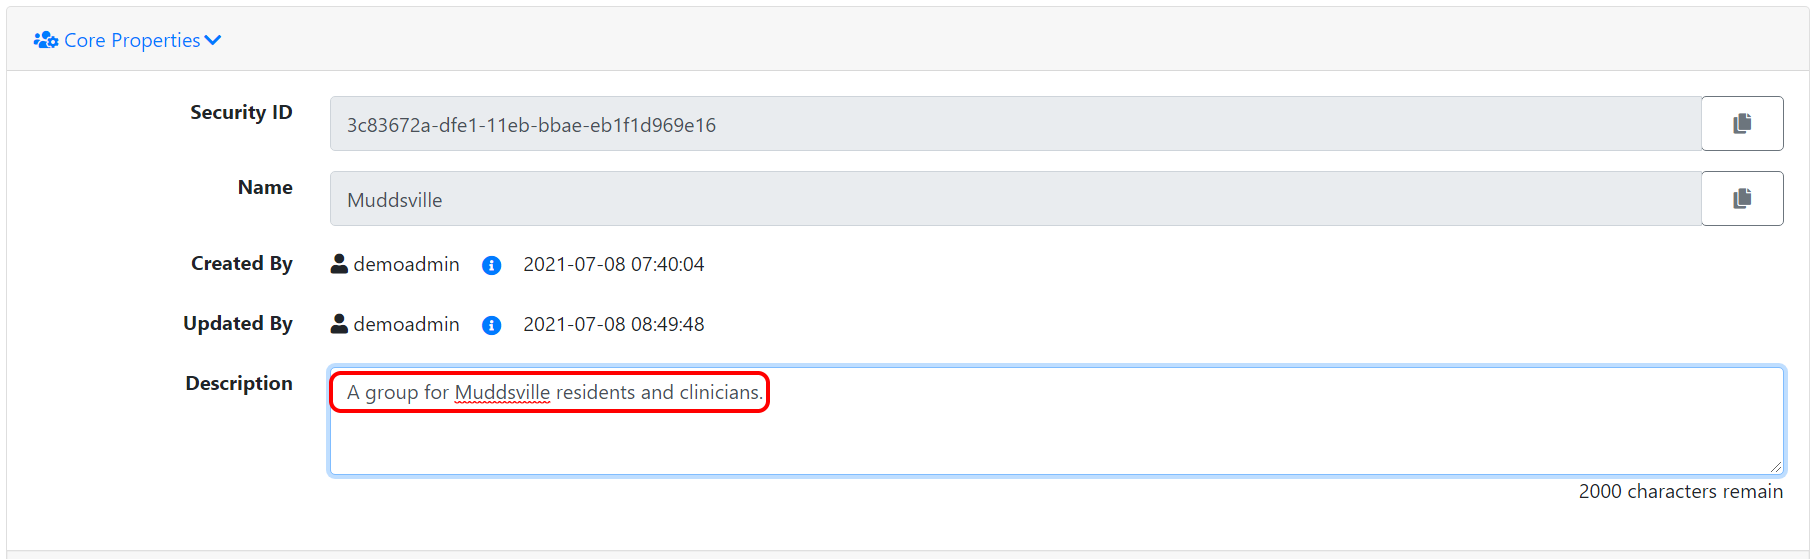 Core Properties
Security ID 3c83672a-dfe1-11eb-bbae-eb1f1d969e16
Name Muddsville
Created By demoadmin 2021-07-08 07:40:04
Updated By demoadmin 2021-07-08 08:49:48
Description A group for Muddsville residents and clinicians.
2000 characters remain